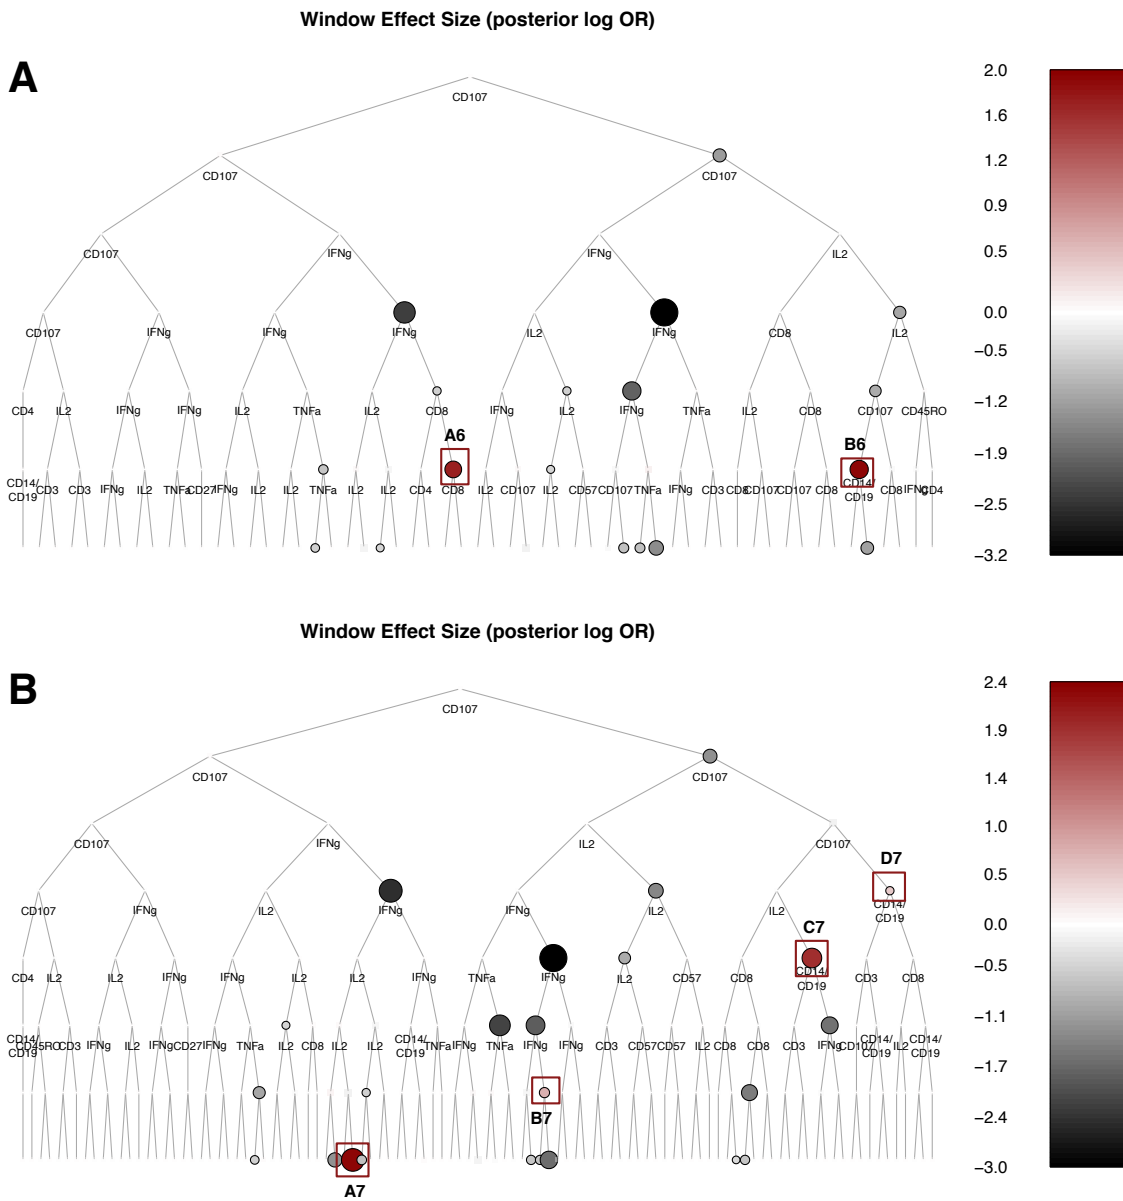 Window Effect Size (posterior log OR)
A
CD107
CD107 CD107
CD107 IFNg IFNg IL2
CD107 IFNg IFNg IFNg IL2 IFNg CD8 IL2
CD4 IL2 IFNg IFNg IL2 TNFa IL2 CD8 IFNg IL2 IFNg TNFa IL2 CD8 CD107 CD45RO
A6 B6
CD14/
CD19 CD3 CD3 IFNg IL2 TNFa CD27 IFNg IL2 IL2 TNFa IL2 IL2 CD4 CD8 IL2 CD107 IL2 CD57 CD107 TNFa IFNg CD3 CD8 CD107 CD107 CD8 CD14/
CD19 CD8 IFNg CD4
2.0
1.6
1.2
0.9
0.5
0.0
−0.5
−1.2
−1.9
−2.5
−3.2
Window Effect Size (posterior log OR)
B
CD107
CD107 CD107
CD107 IFNg IL2 CD107
D7
CD107 IFNg IL2 IFNg IFNg IL2 IL2 CD14/
CD19
C7
CD4 IL2 IL2 IFNg IFNg IL2 IL2 IFNg TNFa IFNg IL2 CD57 CD8 CD14/
CD19 CD3 CD8
CD14/
CD19 CD45RO CD3 IFNg IL2 IFNg CD27 IFNg TNFa IL2 CD8 IL2 IL2 CD14/
CD19 TNFa IFNg TNFa IFNg IFNg CD3 CD57 CD57 IL2 CD8 CD8 CD3 IFNg CD107 CD14/
CD19 IL2 CD14/
CD19
B7
A7
2.4
1.9
1.4
1.0
0.5
0.0
−0.5
−1.1
−1.7
−2.4
−3.0